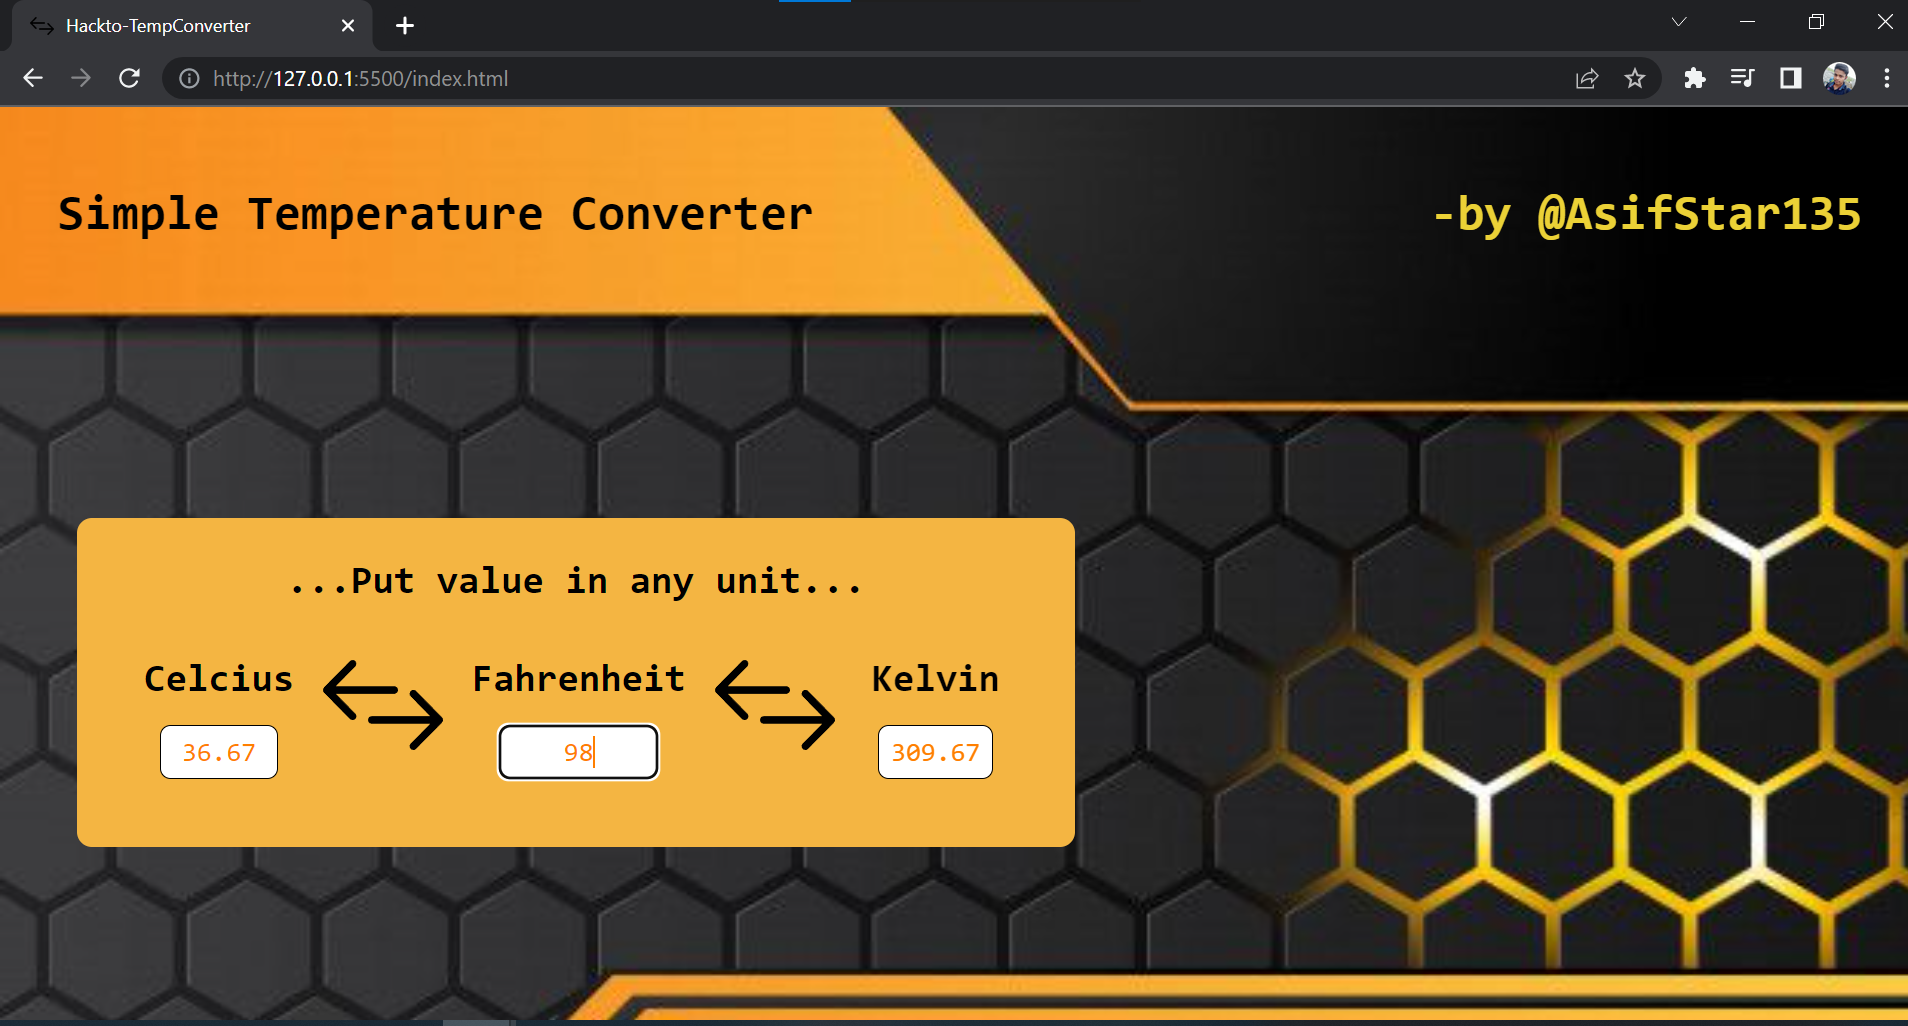 Hackto-TempConverter
http://127.0.0.1:5500/index.html
Simple Temperature Converter
-by @AsifStar135
...Put value in any unit...
Celcius Fahrenheit Kelvin
36.67 98 309.67